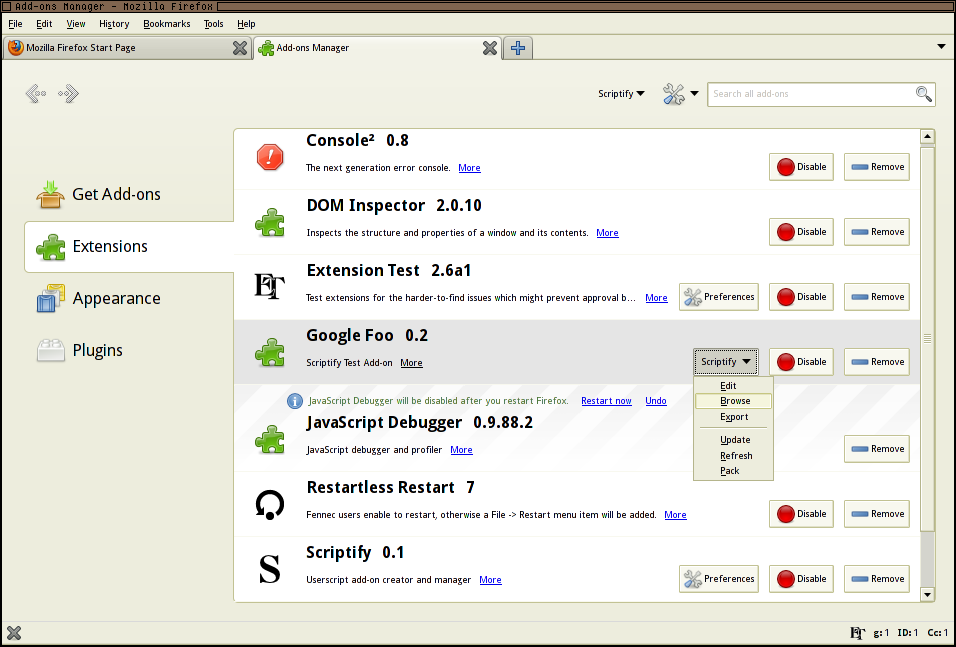 Add-ons Manager - Mozilla Firefox
File Edit View History Bookmarks Tools Help
Mozilla Firefox Start Page
Add-ons Manager
Scriptify
Search all add-ons
Get Add-ons
Extensions
Appearance
Plugins
Console² 0.8
The next generation error console. More
Disable
Remove
DOM Inspector 2.0.10
Inspects the structure and properties of a window and its contents. More
Disable
Remove
Extension Test 2.6a1
Test extensions for the harder-to-find issues which might prevent approval b... More
Preferences
Disable
Remove
Google Foo 0.2
Scriptify Test Add-on More
Scriptify
Disable
Remove
Edit
Browse
Export
Update
Refresh
Pack
JavaScript Debugger will be disabled after you restart Firefox. Restart now Undo
JavaScript Debugger 0.9.88.2
JavaScript debugger and profiler More
Remove
Restartless Restart 7
Fennec users enable to restart, otherwise a File -> Restart menu item will be added. More
Disable
Remove
Scriptify 0.1
Userscript add-on creator and manager More
Preferences
Disable
Remove
ET g:1 ID:1 Cc:1